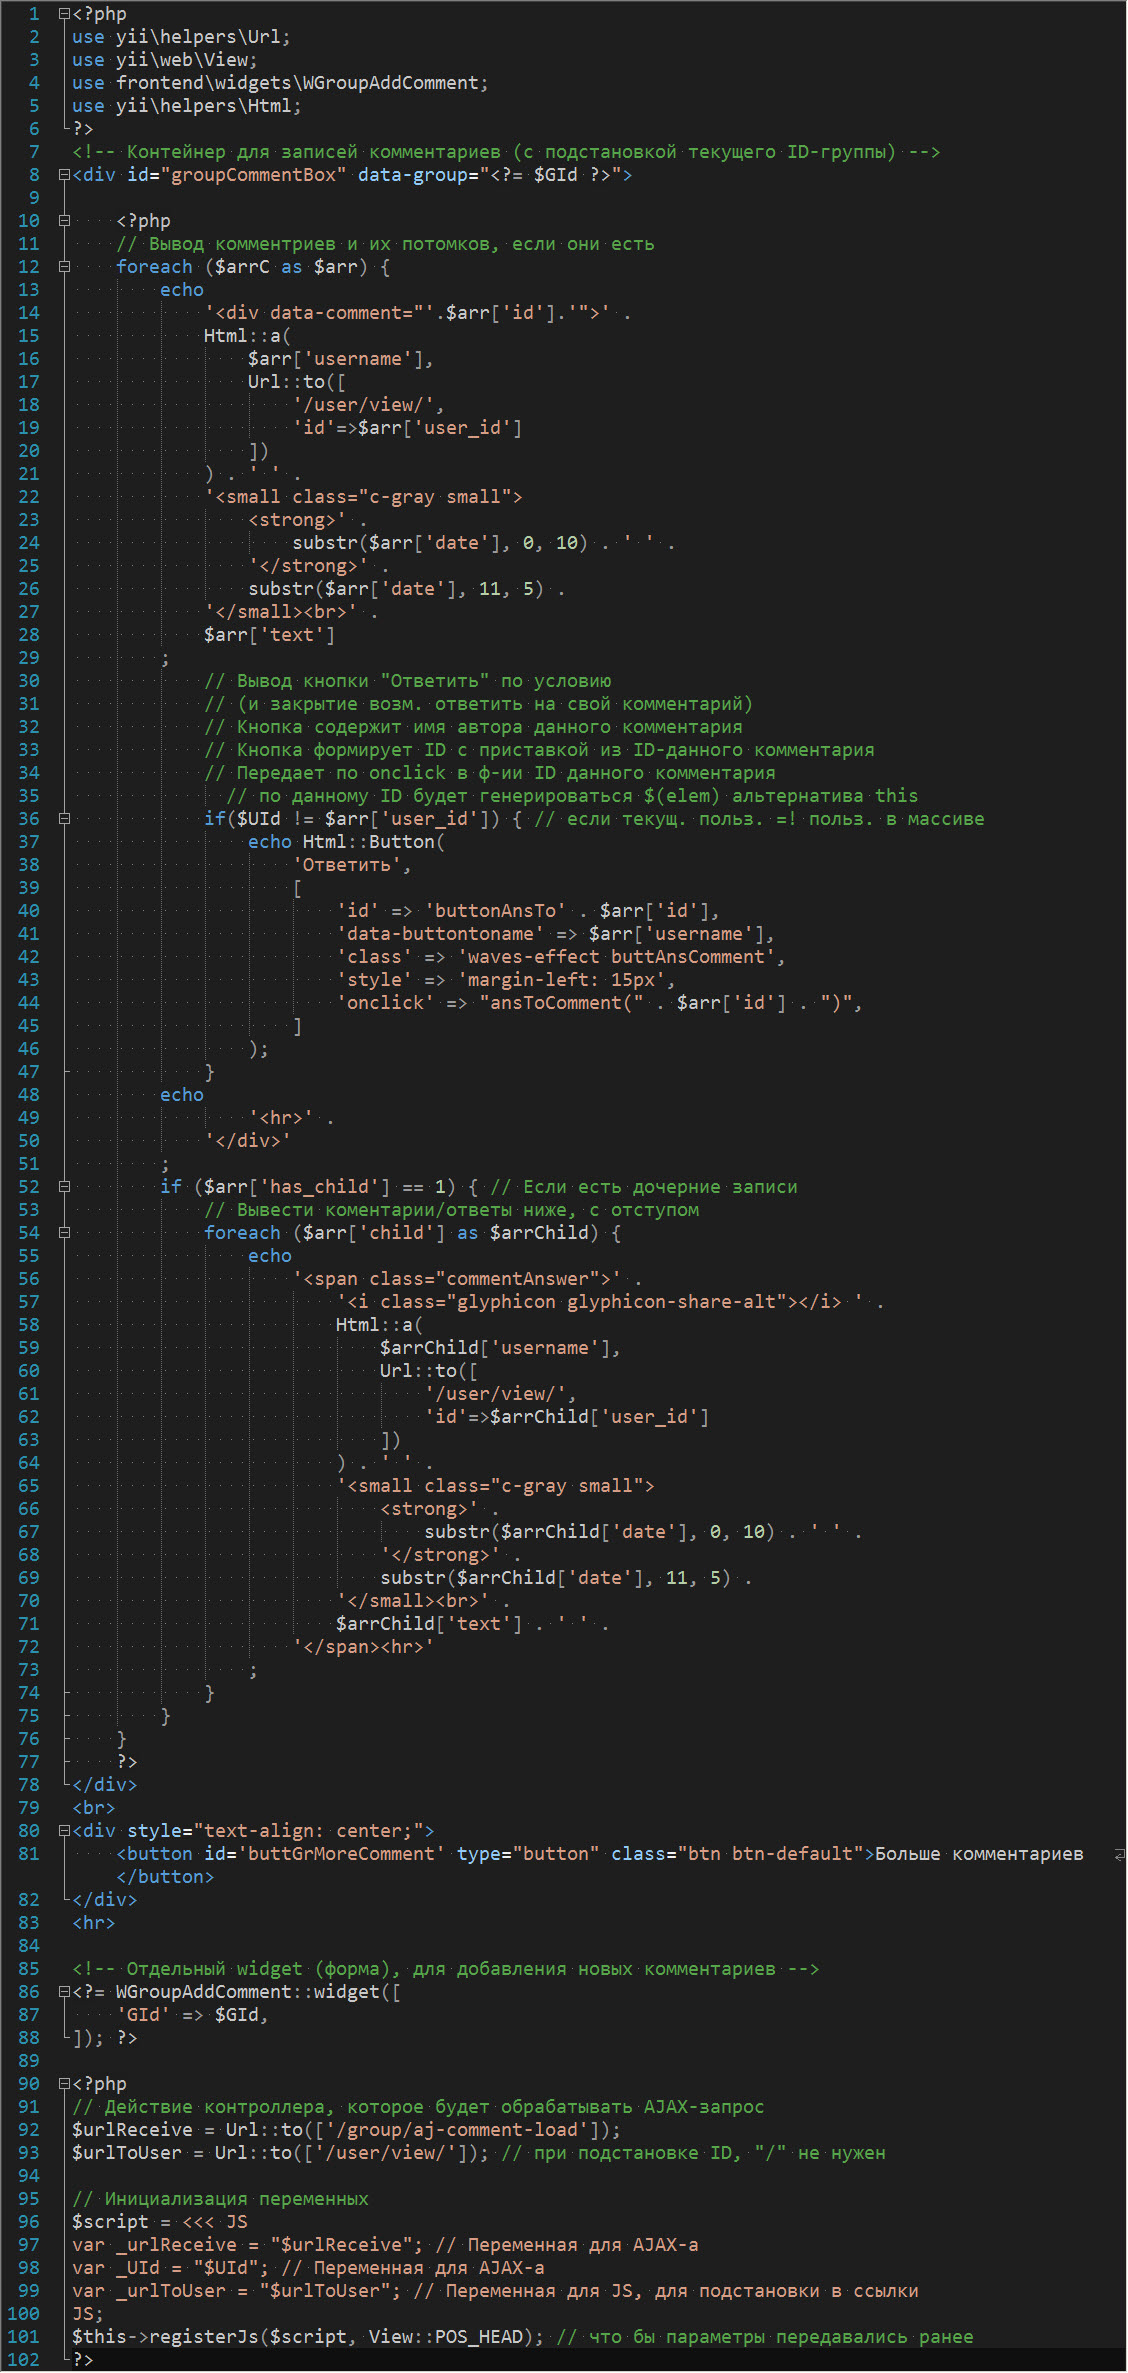 1 <?php
2 use yii\helpers\Url;
3 use yii\web\View;
4 use frontend\widgets\WGroupAddComment;
5 use yii\helpers\Html;
6 ?>
7 <!-- Контейнер для записей комментариев (с подстановкой текущего ID-группы) -->
8 <div id="groupCommentBox" data-group="<?= $GId ?>">
9
10 <?php
11 // Вывод комментриев и их потомков, если они есть
12 foreach ($arrC as $arr) {
13 echo
14 '<div data-comment="'.$arr['id'].'">' .
15 Html::a(
16 $arr['username'],
17 Url::to([
18 '/user/view/',
19 'id'=>$arr['user_id']
20 ])
21 ) . ' ' .
22 '<small class="c-gray small">
23 <strong>' .
24 substr($arr['date'], 0, 10) . ' ' .
25 '</strong>' .
26 substr($arr['date'], 11, 5) .
27 '</small><br>' .
28 $arr['text']
29 ;
30 // Вывод кнопки "Ответить" по условию
31 // (и закрытие возм. ответить на свой комментарий)
32 // Кнопка содержит имя автора данного комментария
33 // Кнопка формирует ID с приставкой из ID-данного комментария
34 // Передает по onclick в ф-ии ID данного комментария
35 // по данному ID будет генерироваться $(elem) альтернатива this
36 if($UId != $arr['user_id']) { // если текущ. польз. =! польз. в массиве
37 echo Html::Button(
38 'Ответить',
39 [
40 'id' => 'buttonAnsTo' . $arr['id'],
41 'data-buttontoname' => $arr['username'],
42 'class' => 'waves-effect buttAnsComment',
43 'style' => 'margin-left: 15px',
44 'onclick' => "ansToComment(" . $arr['id'] . ")",
45 ]
46 );
47 }
48 echo
49 '<hr>' .
50 '</div>'
51 ;
52 if ($arr['has_child'] == 1) { // Если есть дочерние записи
53 // Вывести коментарии/ответы ниже, с отступом
54 foreach ($arr['child'] as $arrChild) {
55 echo
56 '<span class="commentAnswer">' .
57 '<i class="glyphicon glyphicon-share-alt"></i> ' .
58 Html::a(
59 $arrChild['username'],
60 Url::to([
61 '/user/view/',
62 'id'=>$arrChild['user_id']
63 ])
64 ) . ' ' .
65 '<small class="c-gray small">
66 <strong>' .
67 substr($arrChild['date'], 0, 10) . ' ' .
68 '</strong>' .
69 substr($arrChild['date'], 11, 5) .
70 '</small><br>' .
71 $arrChild['text'] . ' ' .
72 '</span><hr>'
73 ;
74 }
75 }
76 }
77 ?>
78 </div>
79 <br>
80 <div style="text-align: center;">
81 <button id='buttGrMoreComment' type="button" class="btn btn-default">Больше комментариев
</button>
82 </div>
83 <hr>
84
85 <!-- Отдельный widget (форма), для добавления новых комментариев -->
86 <?= WGroupAddComment::widget([
87 'GId' => $GId,
88 ]); ?>
89
90 <?php
91 // Действие контроллера, которое будет обрабатывать AJAX-запрос
92 $urlReceive = Url::to(['/group/aj-comment-load']);
93 $urlToUser = Url::to(['/user/view/']); // при подстановке ID, "/" не нужен
94
95 // Инициализация переменных
96 $script = <<< JS
97 var _urlReceive = "$urlReceive"; // Переменная для AJAX-а
98 var _UId = "$UId"; // Переменная для AJAX-а
99 var _urlToUser = "$urlToUser"; // Переменная для JS, для подстановки в ссылки
100 JS;
101 $this->registerJs($script, View::POS_HEAD); // что бы параметры передавались ранее
102 ?>